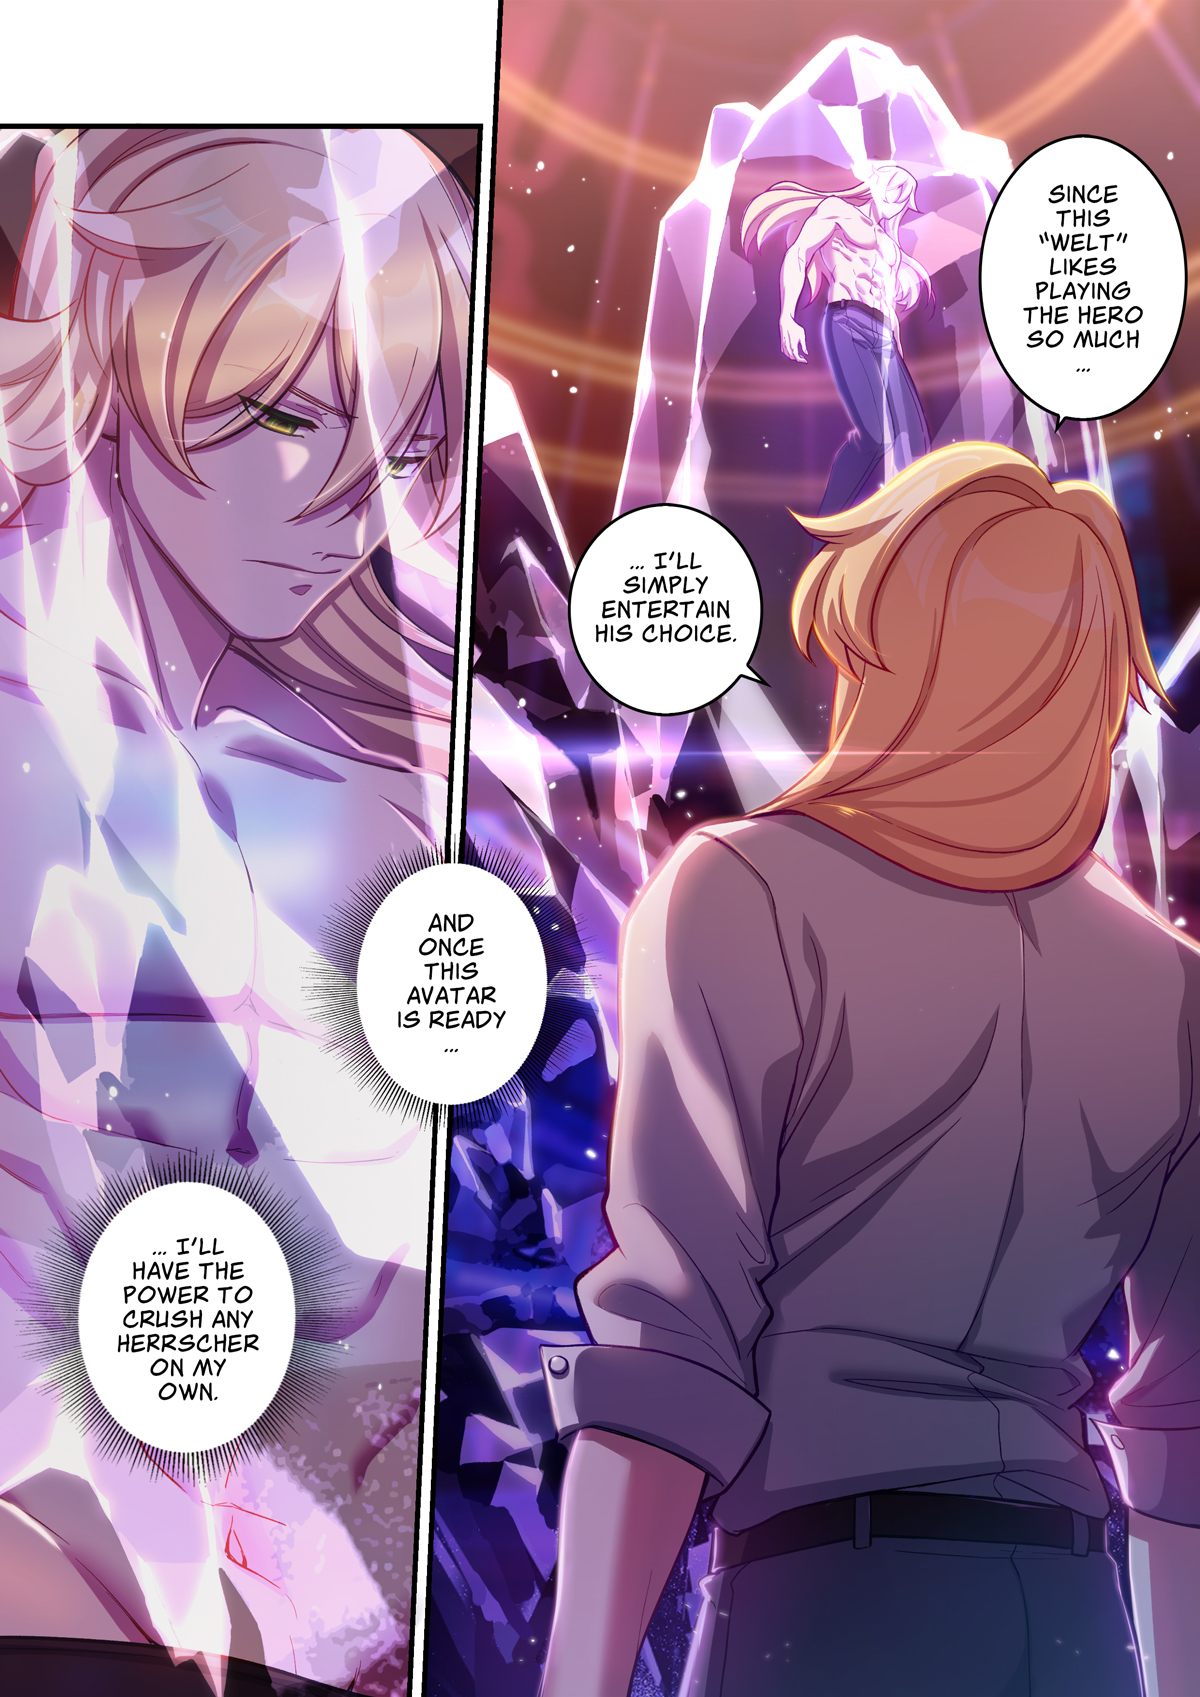 SINCE
THIS
"WELT"
LIKES
PLAYING
THE HERO
SO MUCH
...
... I'LL
SIMPLY
ENTERTAIN
HIS CHOICE.
AND
ONCE
THIS
AVATAR
IS READY
...
... I'LL
HAVE THE
POWER TO
CRUSH ANY
HERRSCHER
ON MY
OWN.